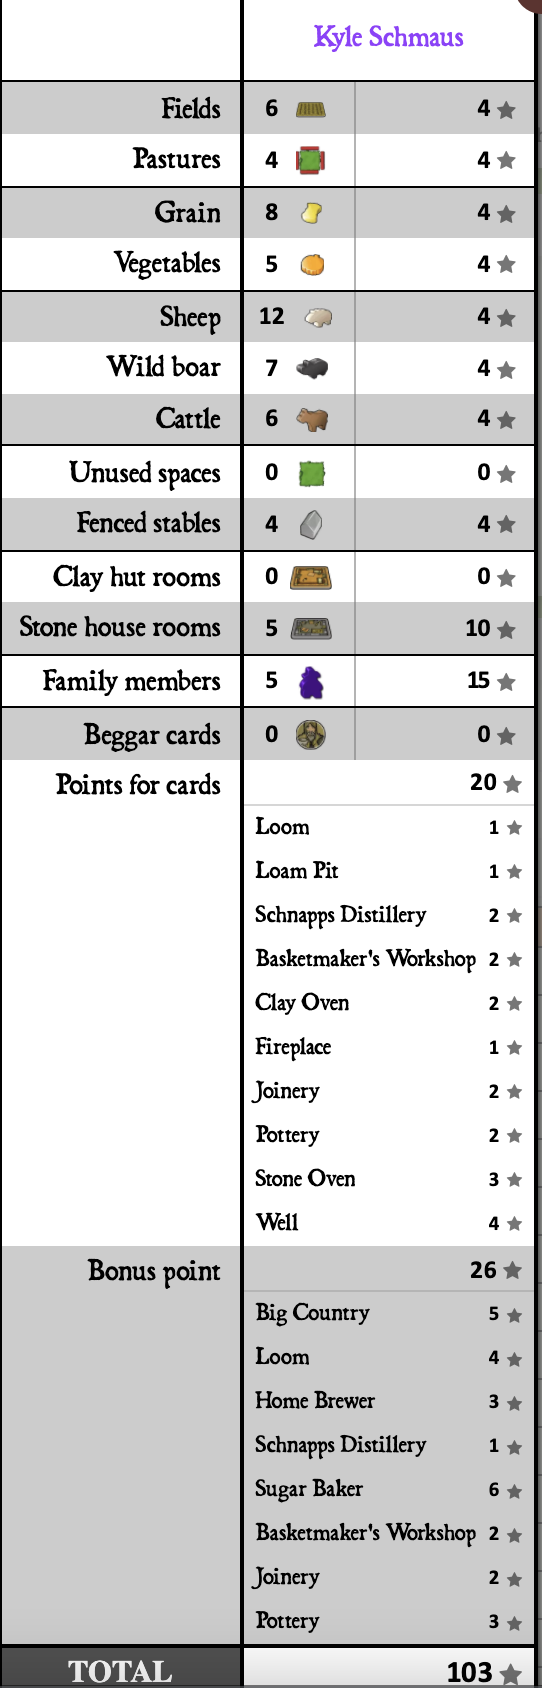 Kyle Schmaus
Fields 6 4
Pastures 4 4
Grain 8 4
Vegetables 5 4
Sheep 12 4
Wild boar 7 4
Cattle 6 4
Unused spaces 0 0
Fenced stables 4 4
Clay hut rooms 0 0
Stone house rooms 5 10
Family members 5 15
Beggar cards 0 0
Points for cards 20
Loom 1
Loam Pit 1
Schnapps Distillery 2
Basketmaker's Workshop 2
Clay Oven 2
Fireplace 1
Joinery 2
Pottery 2
Stone Oven 3
Well 4
Bonus point 26
Big Country 5
Loom 4
Home Brewer 3
Schnapps Distillery 1
Sugar Baker 6
Basketmaker's Workshop 2
Joinery 2
Pottery 3
TOTAL 103